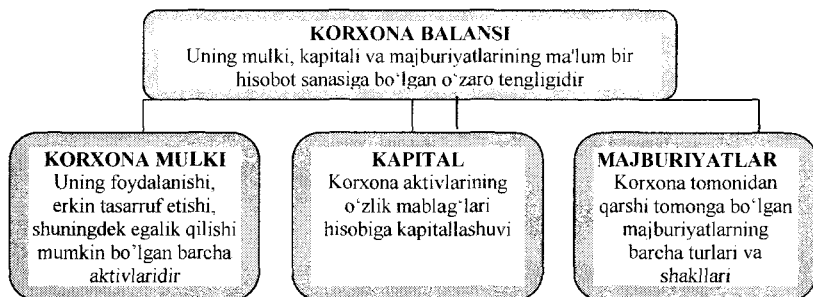 KORXONA BALANSI
Uning mulki, kapitali va majburiyatlarining ma'lum bir
hisobot sanasiga bo‘lgan o‘zaro tengligidir
KORXONA MULKI
Uning foydalanishi,
erkin tasarruf etishi,
shuningdek egalik qilishi
mumkin bo’lgan barcha
aktivlaridir
KAPITAL
Korxona aktivlarining
o‘zlik mablag‘lari
hisobiga kapitallashuvi
MAJBURIYATLAR
Korxona tomonidan
qarshi tomonga bo‘lgan
majburiyatlarning
barcha turlari va
shakllari